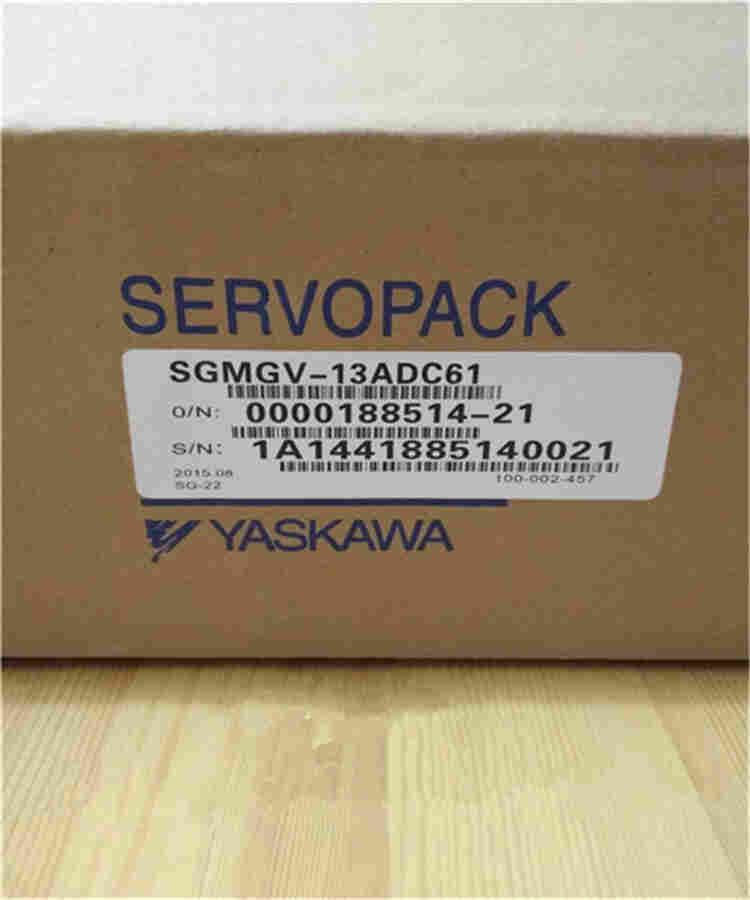 SERVOPACK
SGMGV-13ADC61
O/N: 0000188514-21
S/N: 1A1441885140021
2015.08 100-002-457
SG-22
YASKAWA